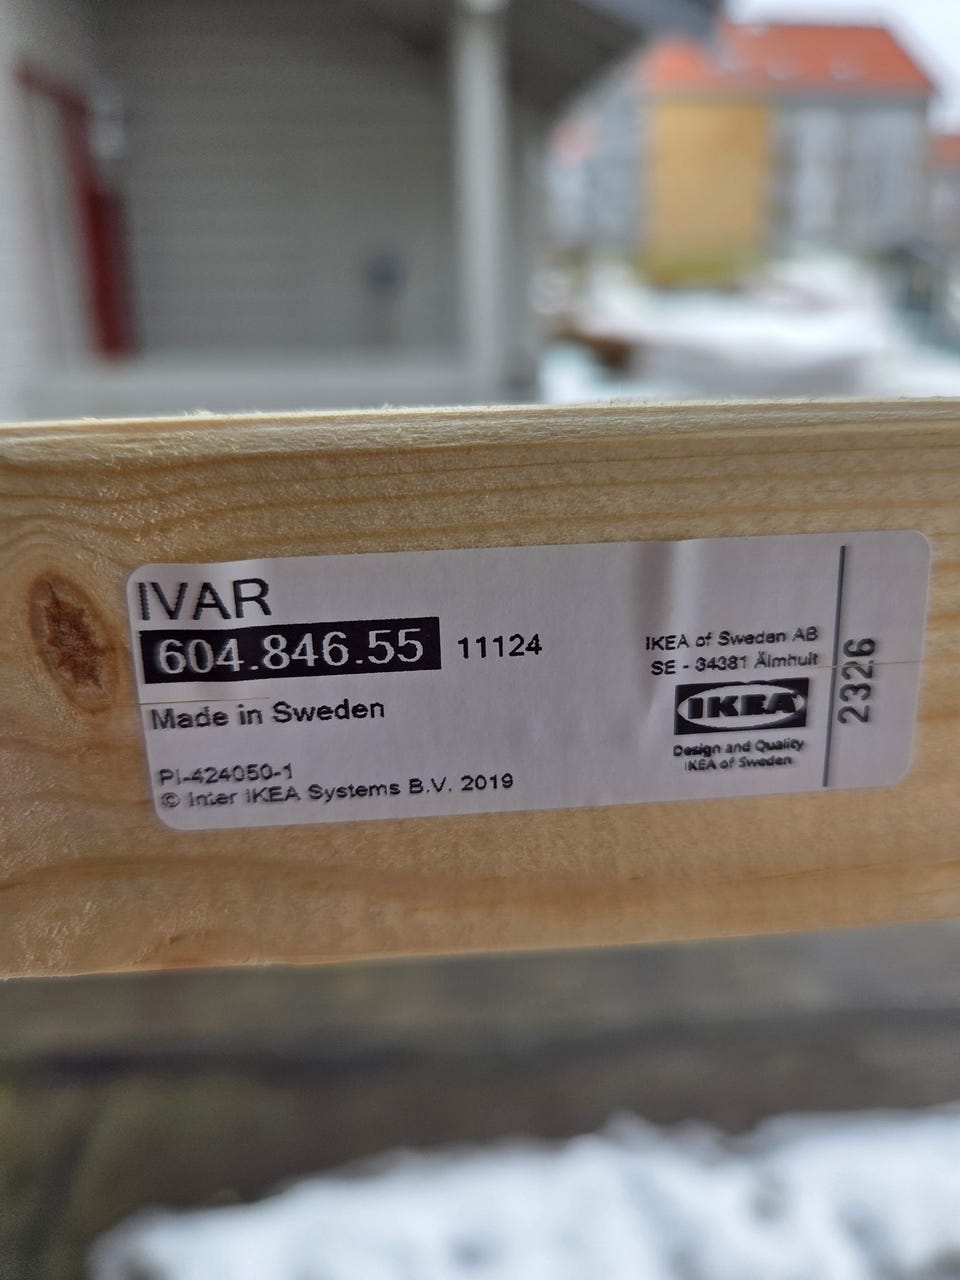 IVAR
604.846.55 11124
Made in Sweden
PI-424050-1
© Inter IKEA Systems B.V. 2019
IKEA of Sweden AB
SE - 34381 Älmhult
IKEA
Design and Quality
IKEA of Sweden
2326